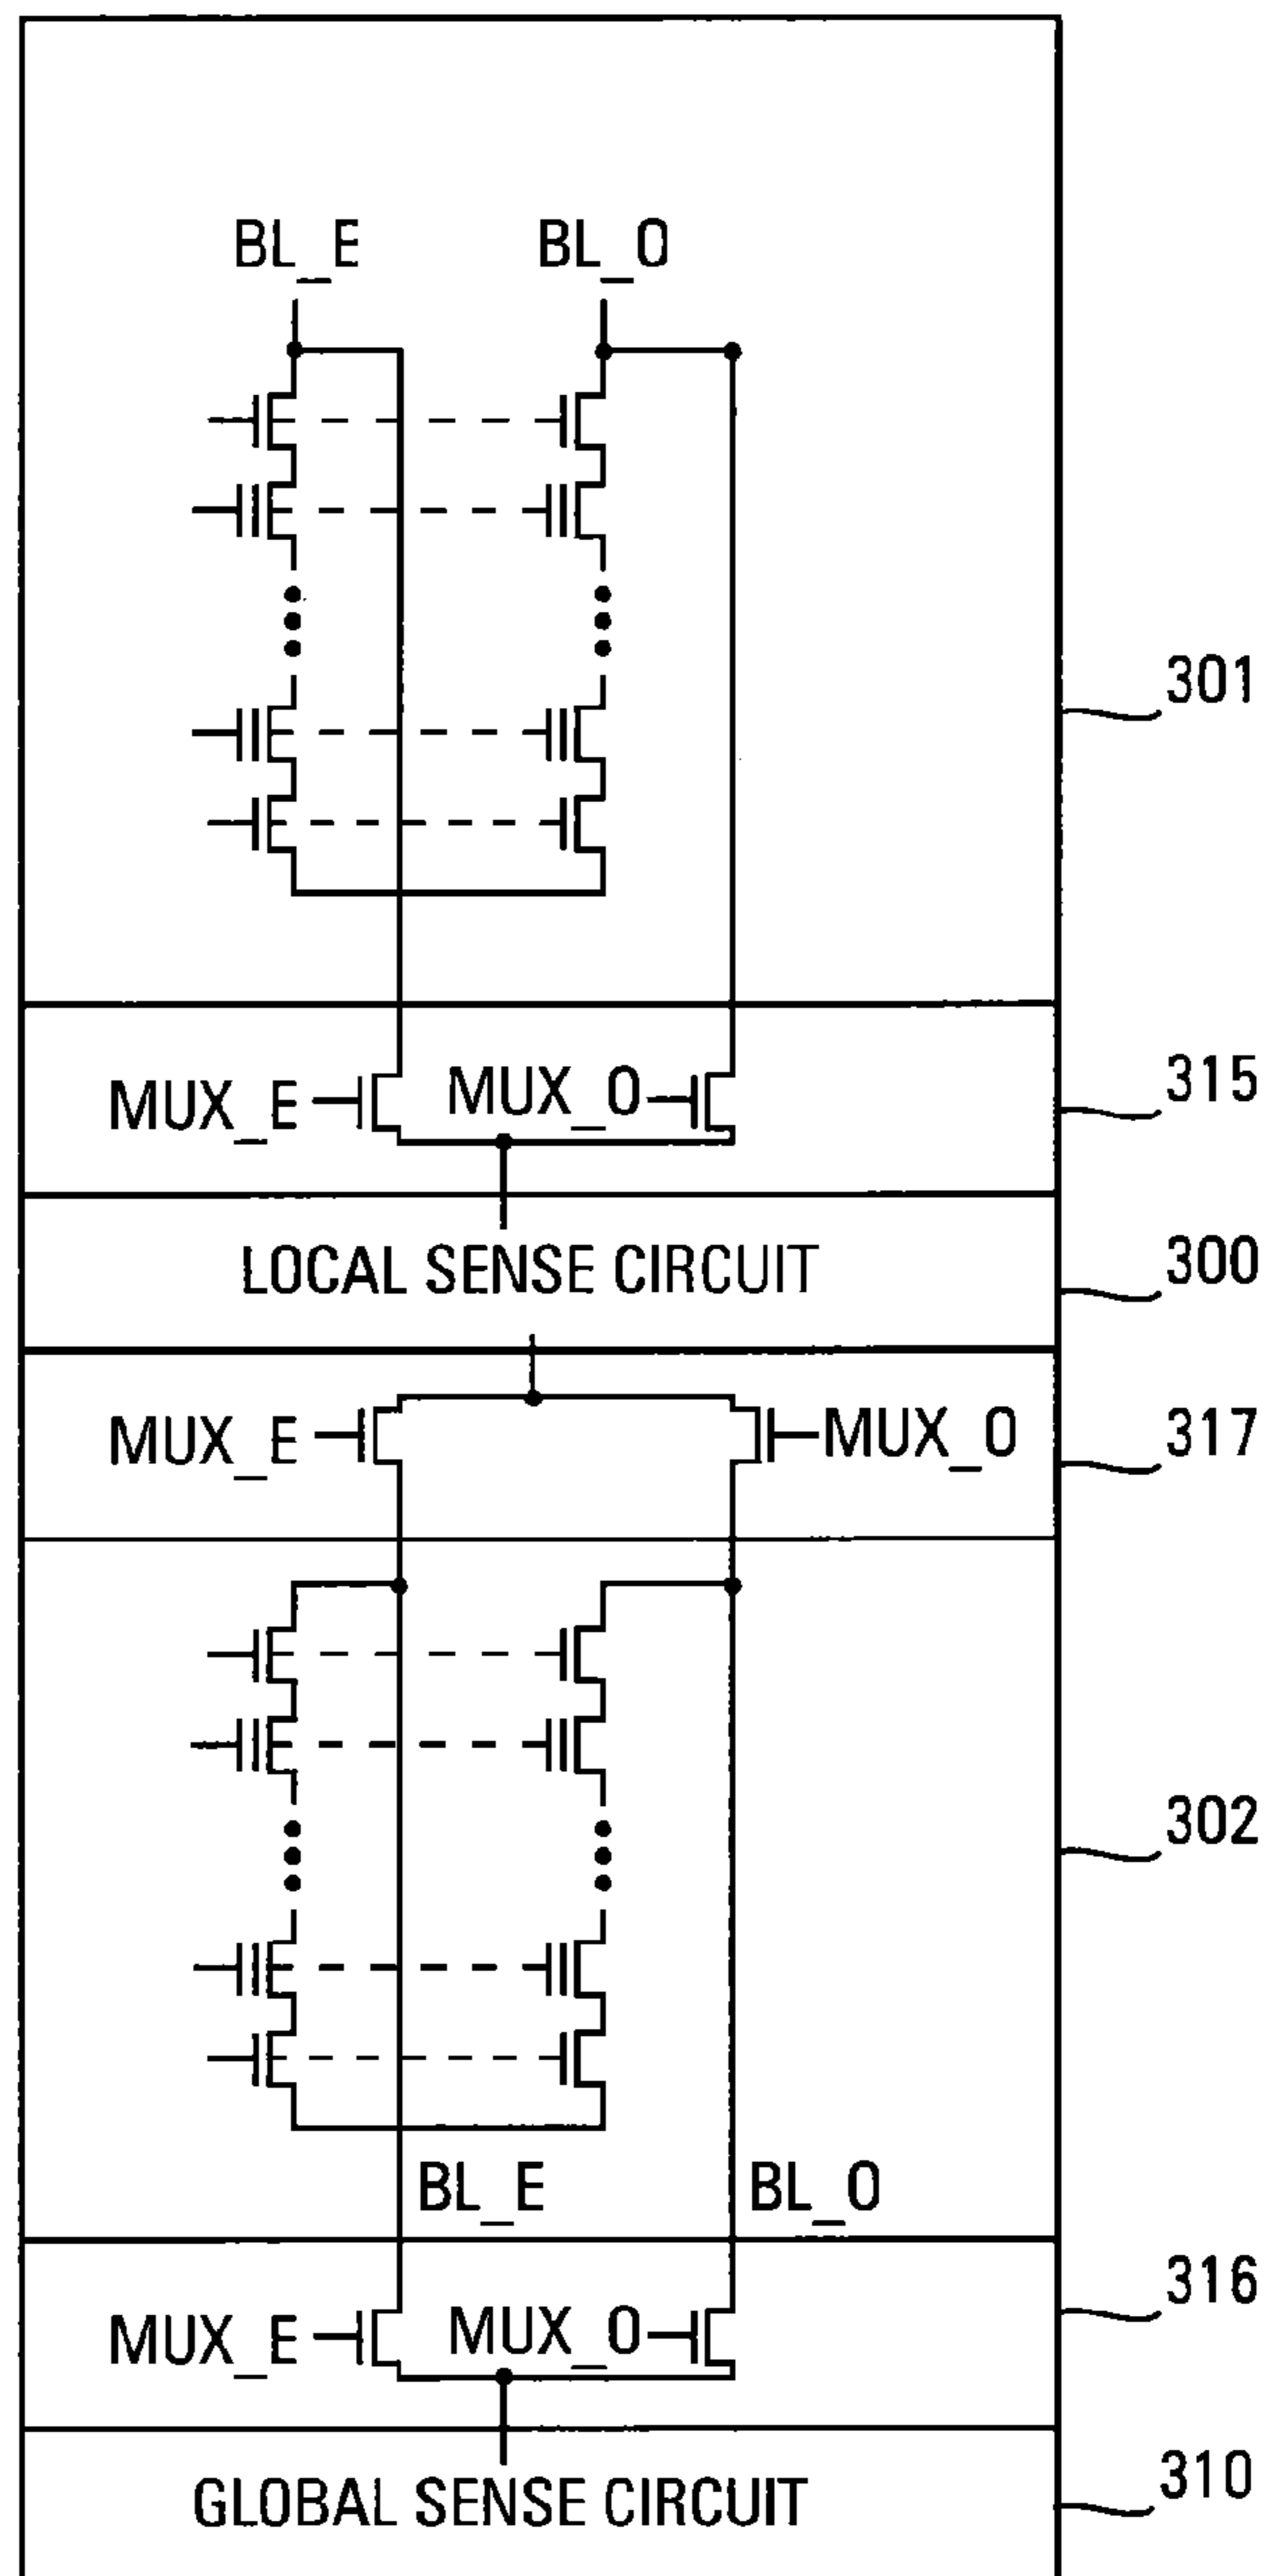 BL_E BL_O
301
MUX_E MUX_O
315
LOCAL SENSE CIRCUIT
300
MUX_E MUX_O
317
302
BL_E BL_O
316
MUX_E MUX_O
GLOBAL SENSE CIRCUIT
310